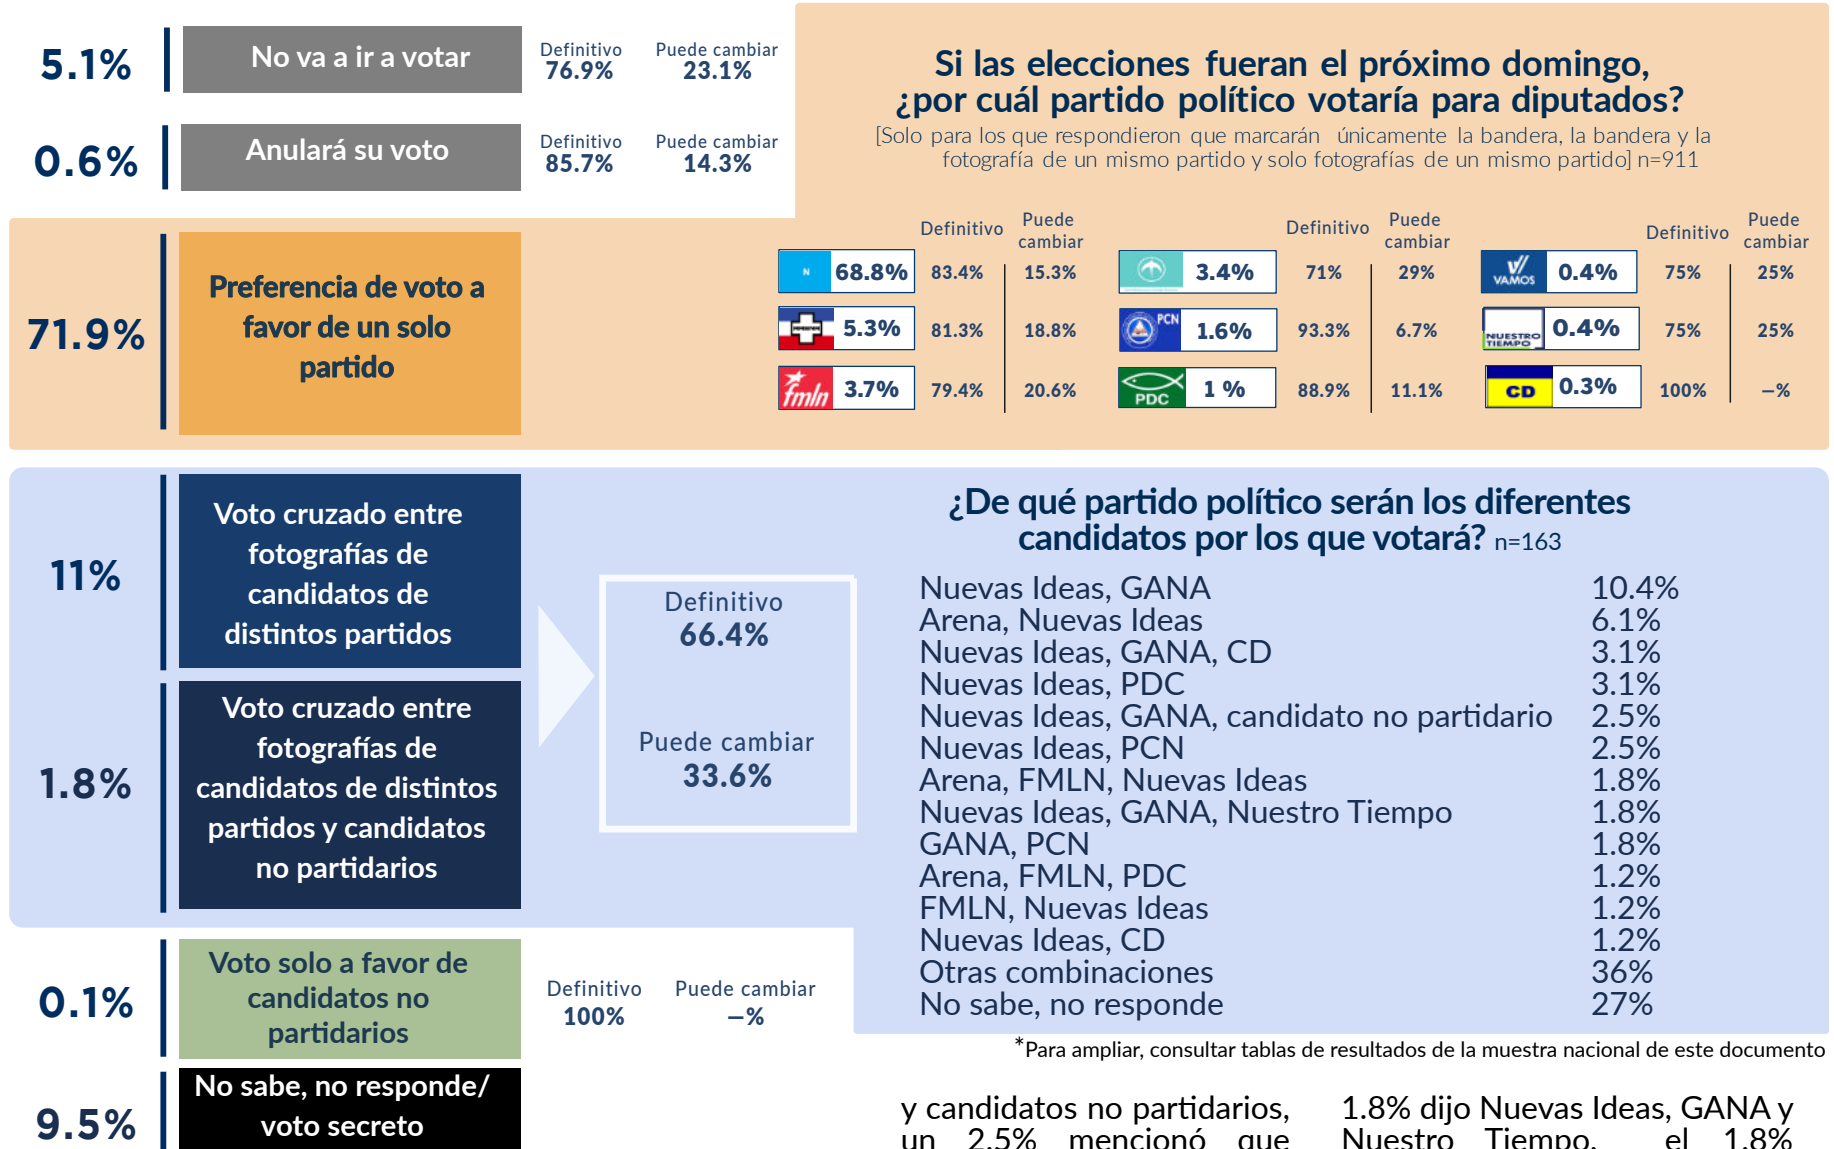 5.1%
No va a ir a votar
Definitivo Puede cambiar
76.9% 23.1%
0.6%
Anulará su voto
Definitivo Puede cambiar
85.7% 14.3%
Si las elecciones fueran el próximo domingo,
¿por cuál partido político votaría para diputados?
[Solo para los que respondieron que marcarán únicamente la bandera, la bandera y la
fotografía de un mismo partido y solo fotografías de un mismo partido] n=911
71.9%
Preferencia de voto a
favor de un solo
partido
Definitivo Puede cambiar Definitivo Puede cambiar Definitivo Puede cambiar
N 68.8% 83.4% 15.3% 3.4% 71% 29% VAMOS 0.4% 75% 25%
5.3% 81.3% 18.8% PCN 1.6% 93.3% 6.7% NUESTRO TIEMPO 0.4% 75% 25%
fmln 3.7% 79.4% 20.6% PDC 1 % 88.9% 11.1% CD 0.3% 100% –%
11%
Voto cruzado entre
fotografías de
candidatos de
distintos partidos
1.8%
Voto cruzado entre
fotografías de
candidatos de distintos
partidos y candidatos
no partidarios
Definitivo
66.4%
Puede cambiar
33.6%
¿De qué partido político serán los diferentes
candidatos por los que votará? n=163
Nuevas Ideas, GANA 10.4%
Arena, Nuevas Ideas 6.1%
Nuevas Ideas, GANA, CD 3.1%
Nuevas Ideas, PDC 3.1%
Nuevas Ideas, GANA, candidato no partidario 2.5%
Nuevas Ideas, PCN 2.5%
Arena, FMLN, Nuevas Ideas 1.8%
Nuevas Ideas, GANA, Nuestro Tiempo 1.8%
GANA, PCN 1.8%
Arena, FMLN, PDC 1.2%
FMLN, Nuevas Ideas 1.2%
Nuevas Ideas, CD 1.2%
Otras combinaciones 36%
No sabe, no responde 27%
*Para ampliar, consultar tablas de resultados de la muestra nacional de este documento
0.1%
Voto solo a favor de
candidatos no
partidarios
Definitivo Puede cambiar
100% –%
9.5%
No sabe, no responde/
voto secreto
y candidatos no partidarios,
un 2.5% mencionó que
1.8% dijo Nuevas Ideas, GANA y
Nuestro Tiempo, el 1.8%